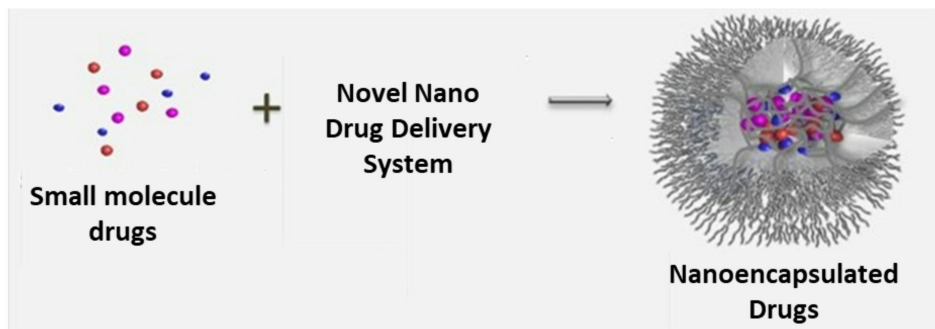 Small molecule
drugs
+
Novel Nano
Drug Delivery
System
Nanoencapsulated
Drugs